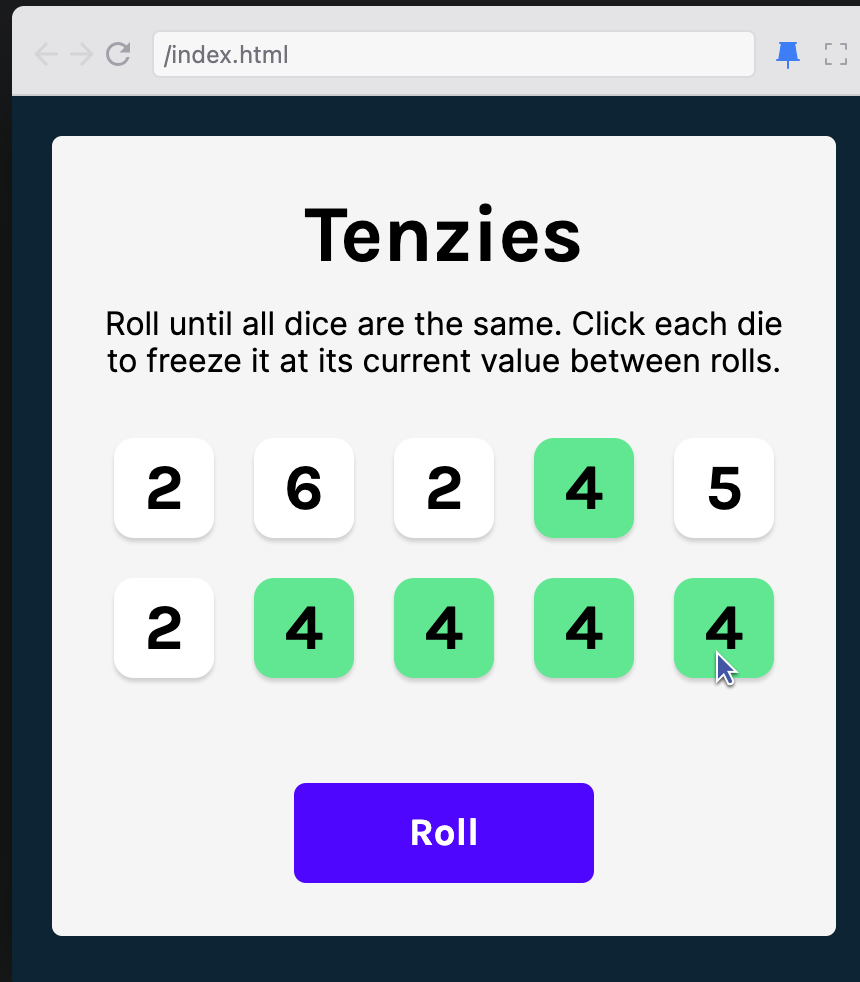 /index.html
Tenzies
Roll until all dice are the same. Click each die
to freeze it at its current value between rolls.
2 6 2 4 5
2 4 4 4 4
Roll